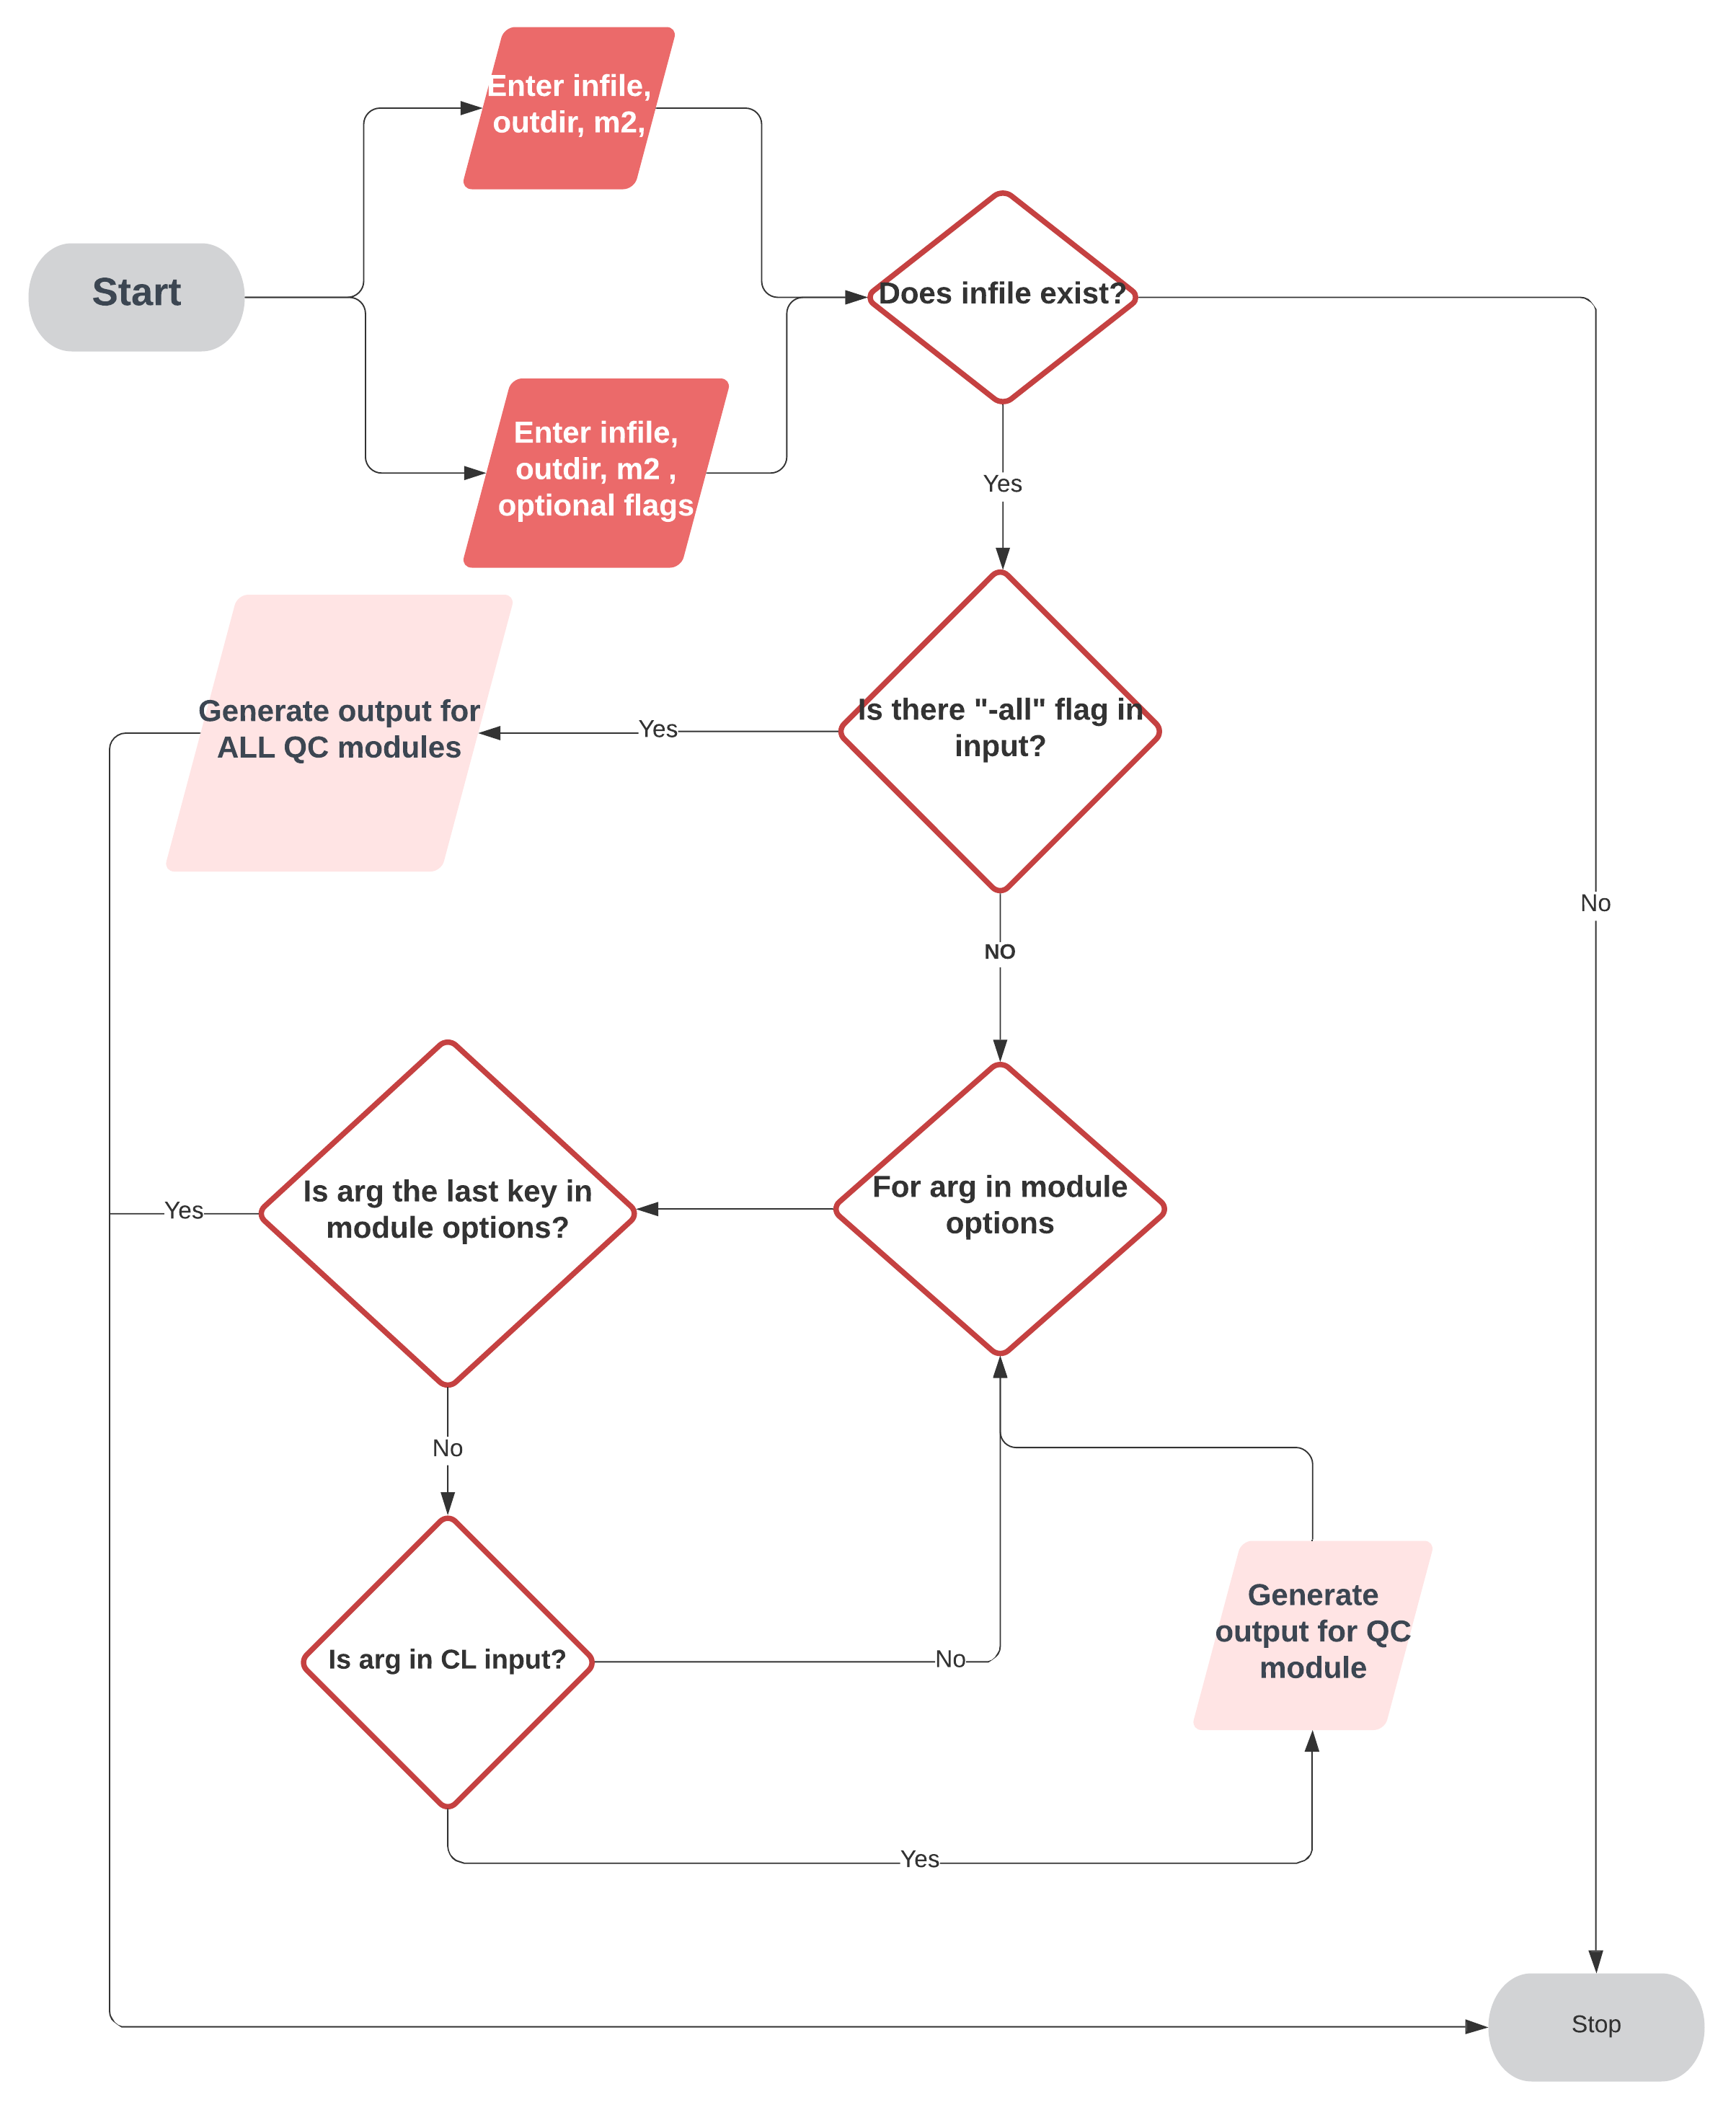 Enter infile,
outdir, m2,
Start
Does infile exist?
Enter infile,
outdir, m2 ,
optional flags
Yes
Is there "-all" flag in
input?
Yes
Generate output for
ALL QC modules
No
NO
For arg in module
options
Is arg the last key in
module options?
Yes
No
Is arg in CL input?
No
Generate
output for QC
module
Yes
Stop